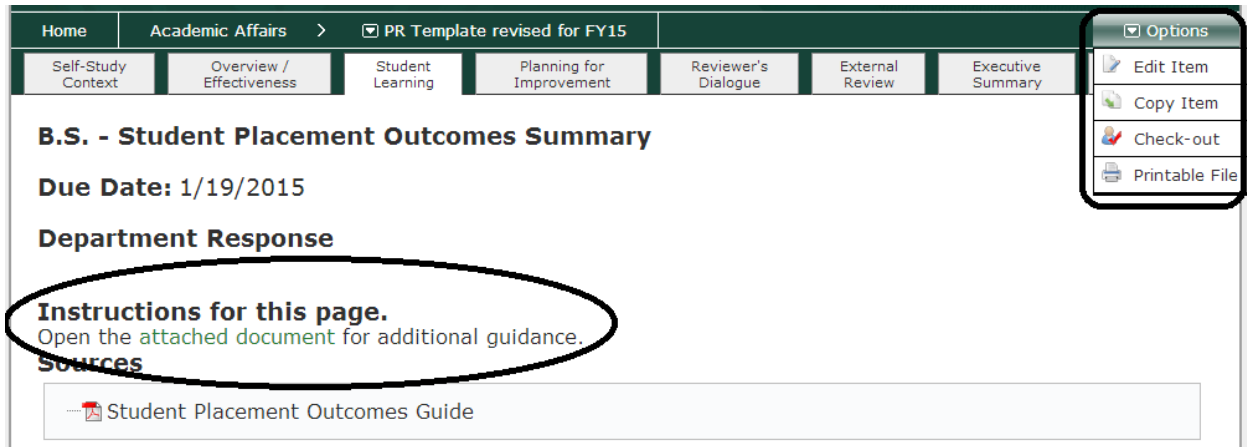 Home Academic Affairs > PR Template revised for FY15 Options
Self-Study Context
Overview / Effectiveness
Student Learning
Planning for Improvement
Reviewer's Dialogue
External Review
Executive Summary
Edit Item
Copy Item
Check-out
Printable File
B.S. - Student Placement Outcomes Summary
Due Date: 1/19/2015
Department Response
Instructions for this page.
Open the attached document for additional guidance.
Sources
Student Placement Outcomes Guide